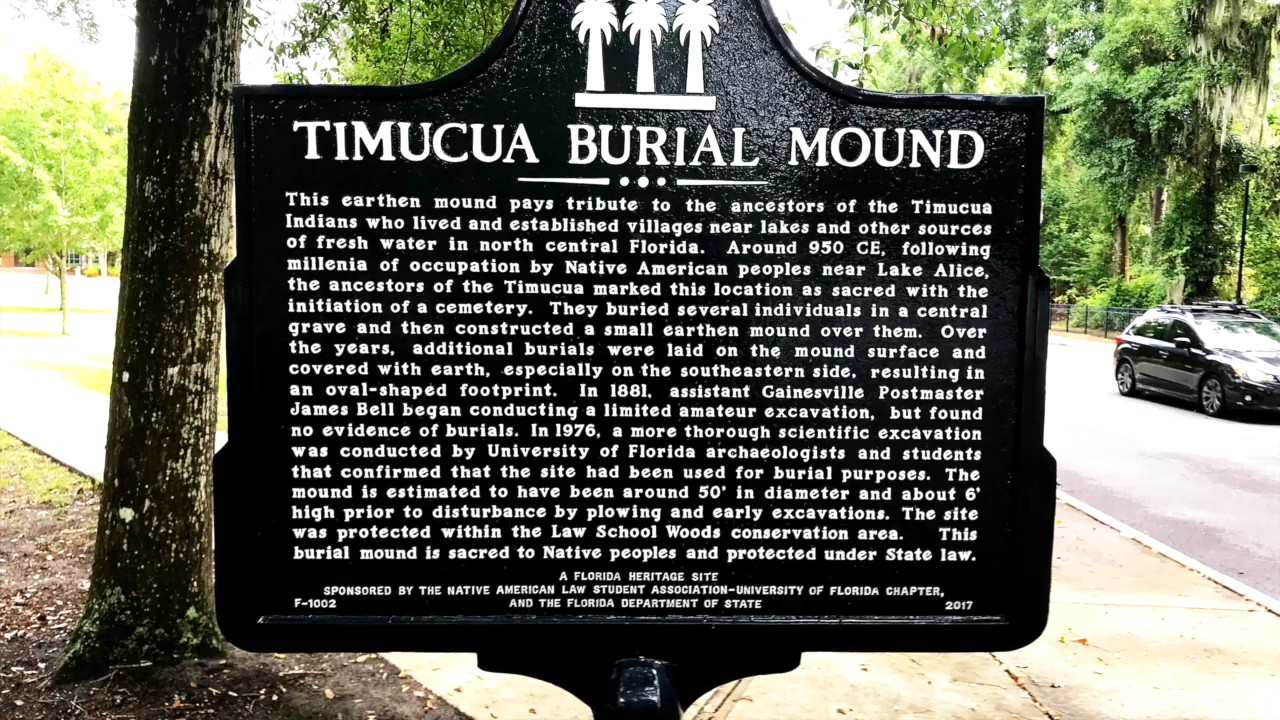 TIMUCUA BURIAL MOUND
This earthen mound pays tribute to the ancestors of the Timucua
Indians who lived and established villages near lakes and other sources
of fresh water in north central Florida. Around 950 CE, following
millenia of occupation by Native American peoples near Lake Alice,
the ancestors of the Timucua marked this location as sacred with the
initiation of a cemetery. They buried several individuals in a central
grave and then constructed a small earthen mound over them. Over
the years, additional burials were laid on the mound surface and
covered with earth, especially on the southeastern side, resulting in
an oval-shaped footprint. In 1881, assistant Gainesville Postmaster
James Bell began conducting a limited amateur excavation, but found
no evidence of burials. In 1976, a more thorough scientific excavation
was conducted by University of Florida archaeologists and students
that confirmed that the site had been used for burial purposes. The
mound is estimated to have been around 50' in diameter and about 6'
high prior to disturbance by plowing and early excavations. The site
was protected within the Law School Woods conservation area. This
burial mound is sacred to Native peoples and protected under State law.
A FLORIDA HERITAGE SITE
SPONSORED BY THE NATIVE AMERICAN LAW STUDENT ASSOCIATION-UNIVERSITY OF FLORIDA CHAPTER,
F-1002 AND THE FLORIDA DEPARTMENT OF STATE 2017